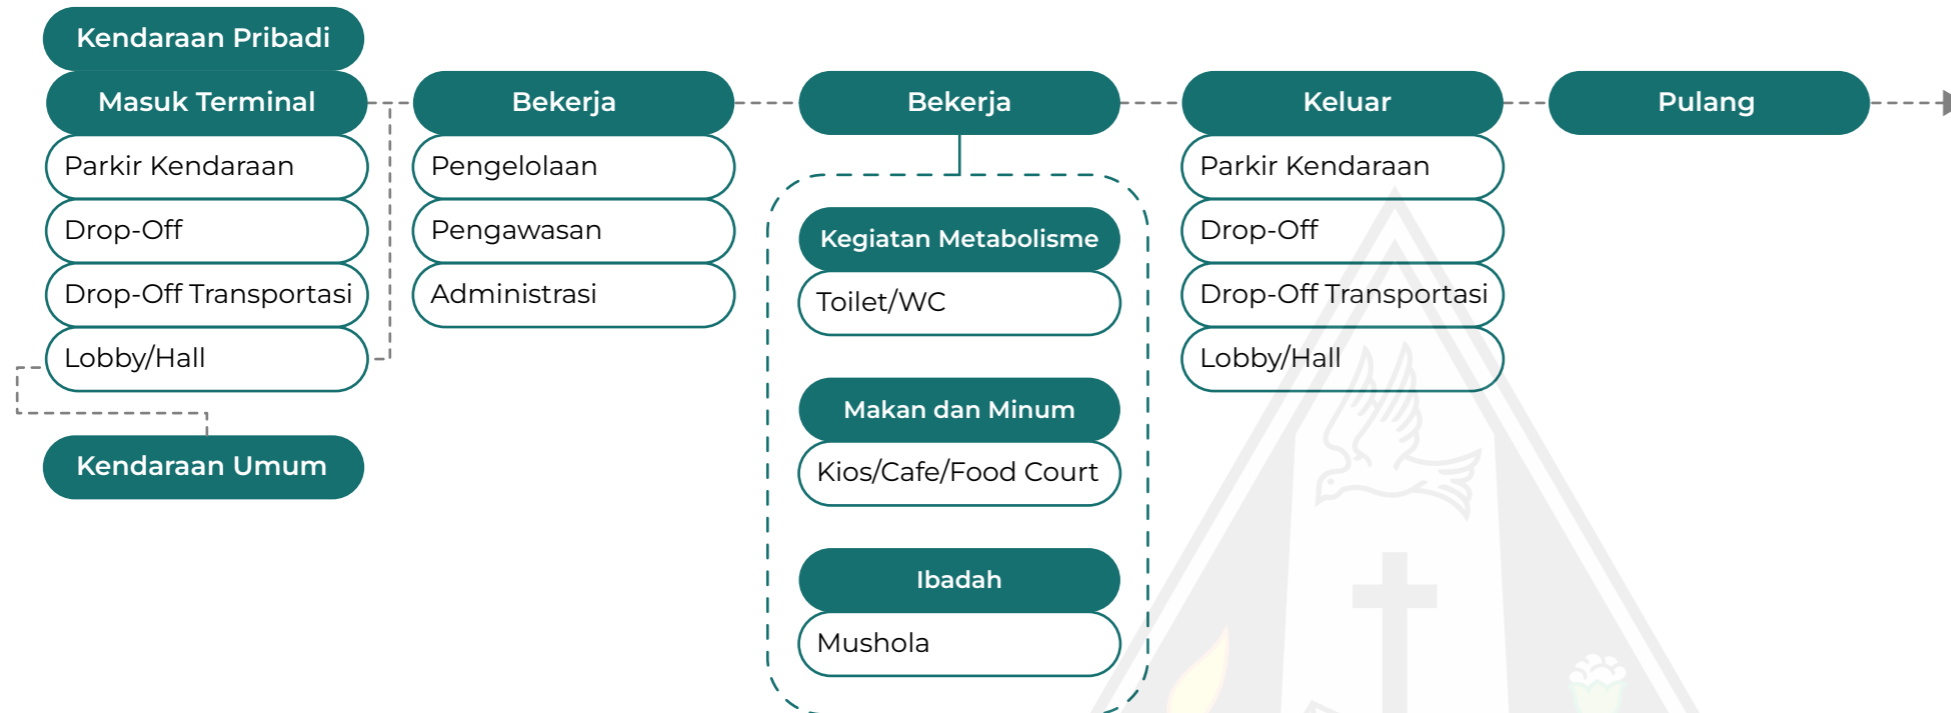 Kendaraan Pribadi
Masuk Terminal
Parkir Kendaraan
Drop-Off
Drop-Off Transportasi
Lobby/Hall
Kendaraan Umum
Bekerja
Pengelolaan
Pengawasan
Administrasi
Bekerja
Kegiatan Metabolisme
Toilet/WC
Makan dan Minum
Kios/Cafe/Food Court
Ibadah
Mushola
Keluar
Parkir Kendaraan
Drop-Off
Drop-Off Transportasi
Lobby/Hall
Pulang